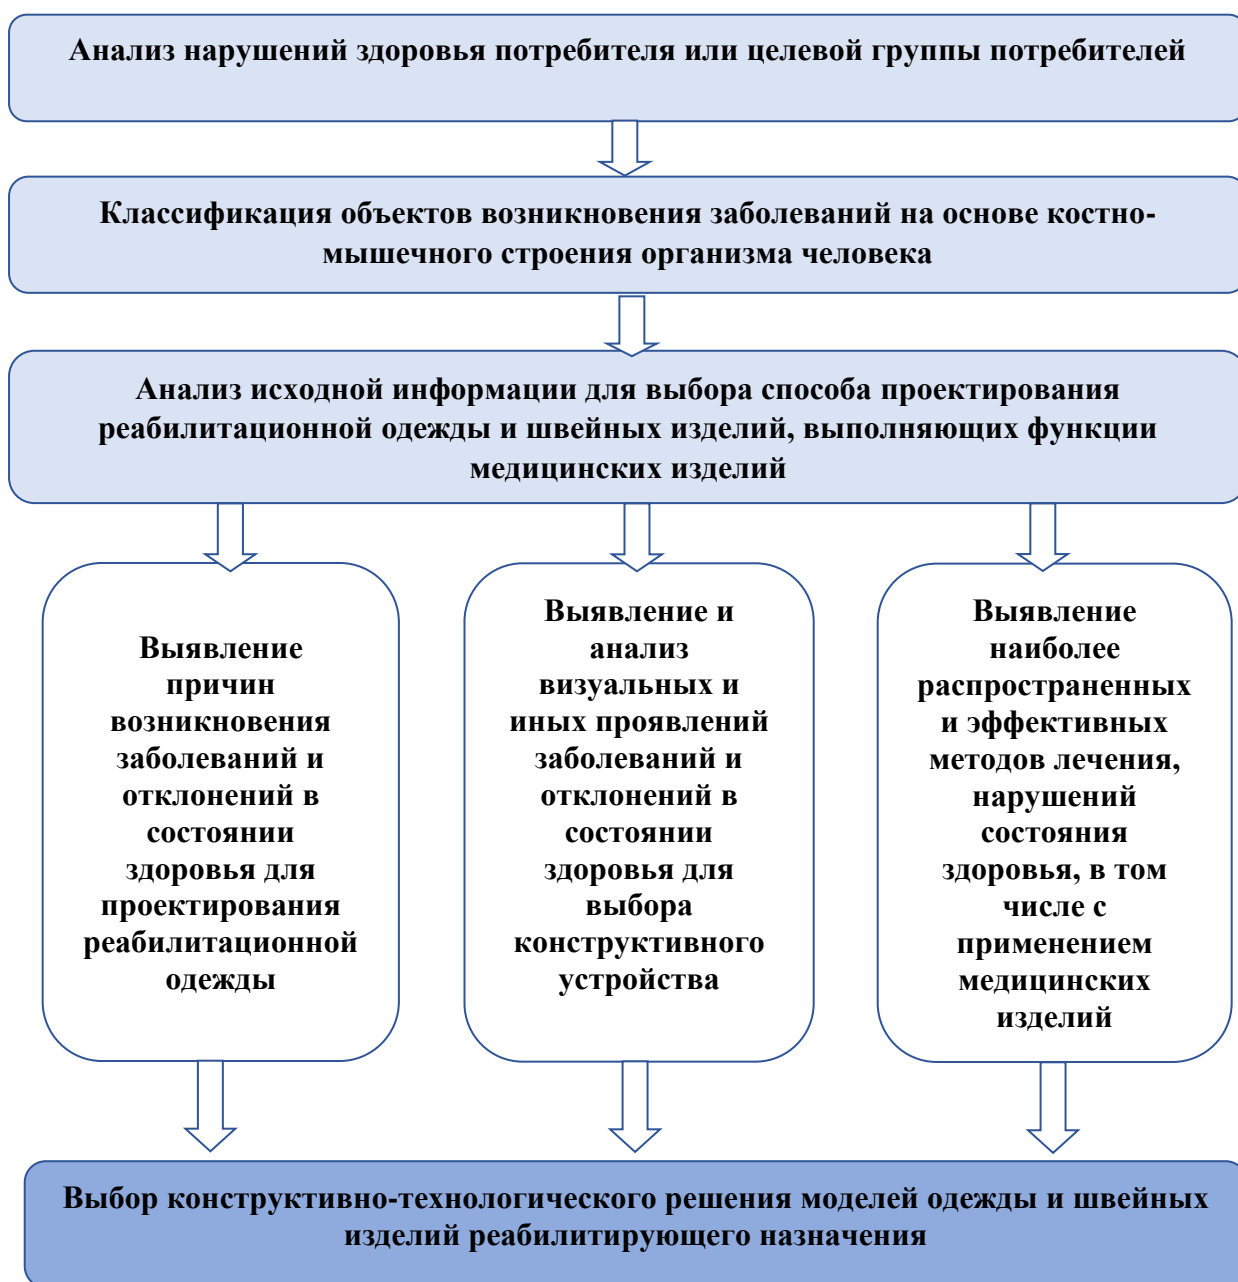 Анализ нарушений здоровья потребителя или целевой группы потребителей
Классификация объектов возникновения заболеваний на основе костно-
мышечного строения организма человека
Анализ исходной информации для выбора способа проектирования
реабилитационной одежды и швейных изделий, выполняющих функции
медицинских изделий
Выявление
причин
возникновения
заболеваний и
отклонений в
состоянии
здоровья для
проектирования
реабилитационной
одежды
Выявление и
анализ
визуальных и
иных проявлений
заболеваний и
отклонений в
состоянии
здоровья для
выбора
конструктивного
устройства
Выявление
наиболее
распространенных
и эффективных
методов лечения,
нарушений
состояния
здоровья, в том
числе с
применением
медицинских
изделий
Выбор конструктивно-технологического решения моделей одежды и швейных
изделий реабилитирующего назначения